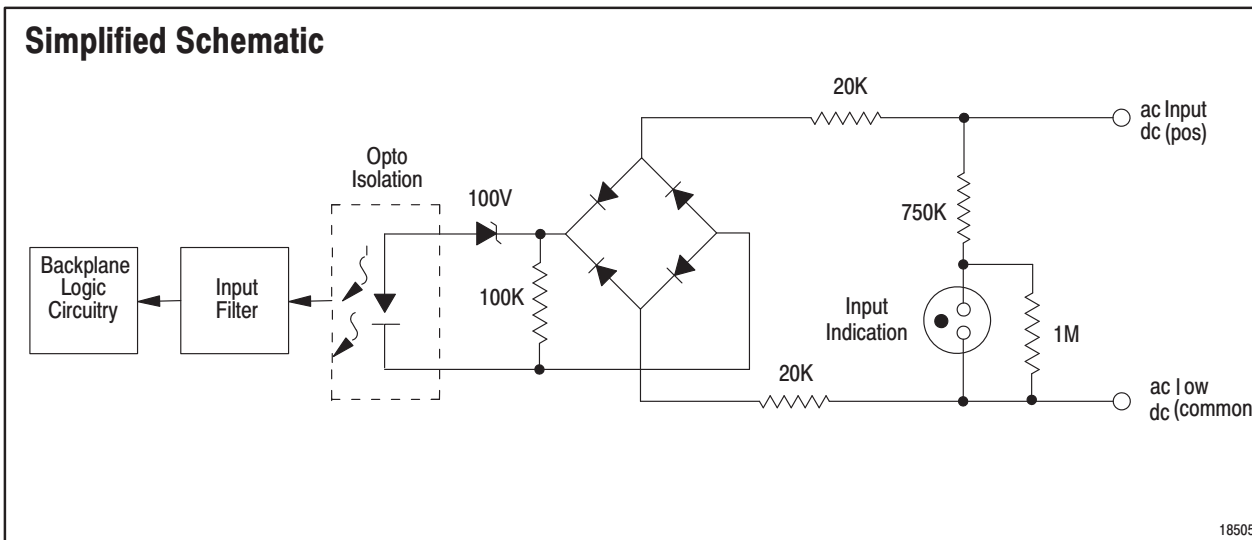 Simplified Schematic
20K
ac Input
dc (pos)
Opto
Isolation
100V
750K
Backplane
Logic
Circuitry
Input
Filter
100K
Input
Indication
1M
20K
ac low
dc (common
18505